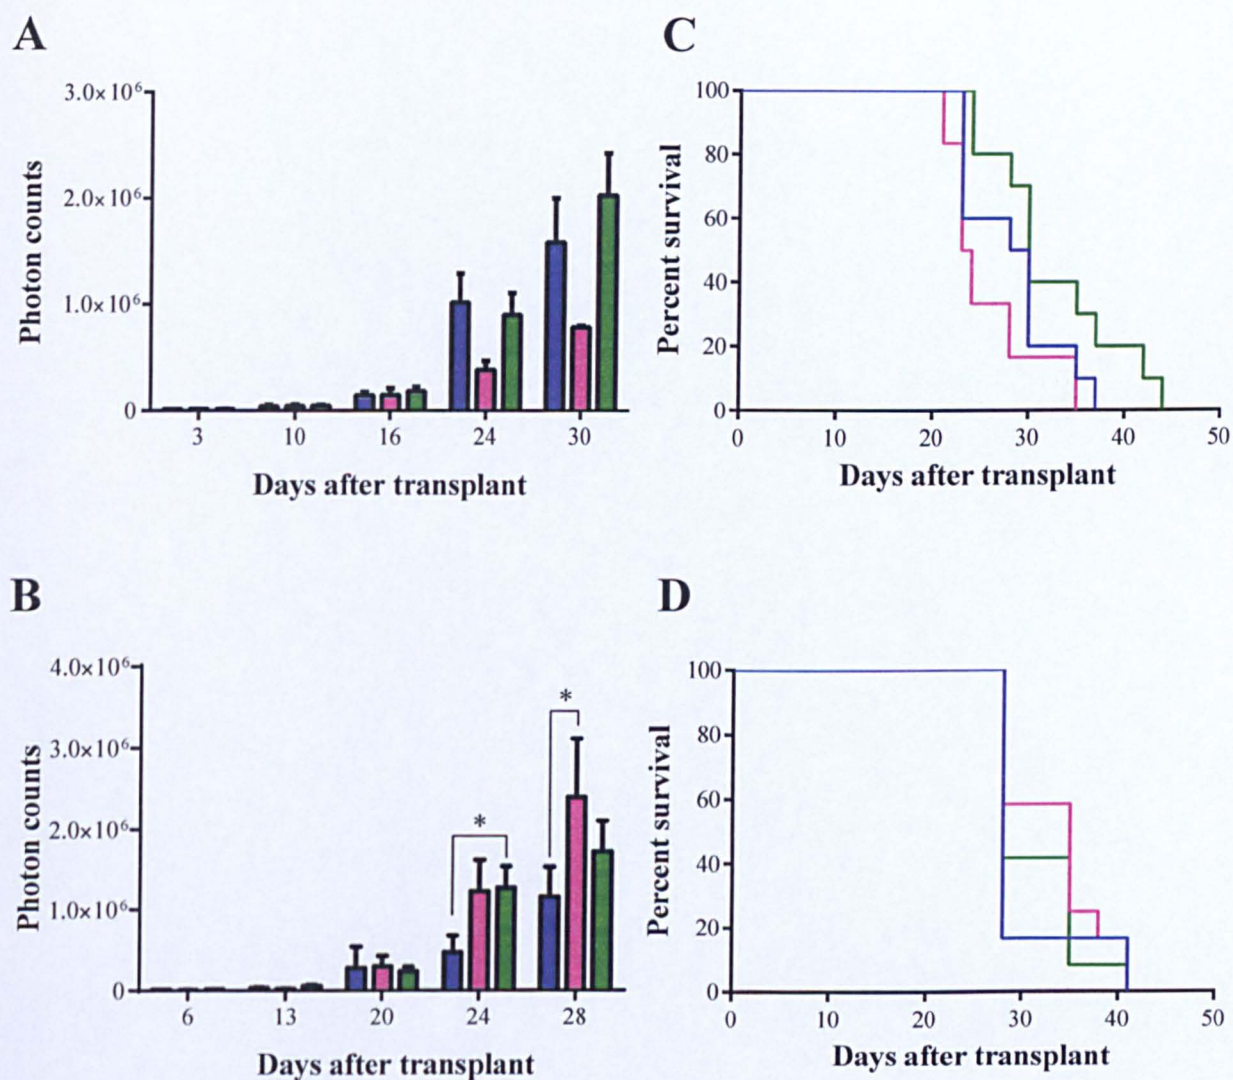 A
3.0×10⁶
2.0×10⁶
1.0×10⁶
0
Photon counts
3 10 16 24 30
Days after transplant
C
100
80
60
40
20
0
Percent survival
0 10 20 30 40 50
Days after transplant
B
4.0×10⁶
3.0×10⁶
2.0×10⁶
1.0×10⁶
0
Photon counts
*
*
6 13 20 24 28
Days after transplant
D
100
80
60
40
20
0
Percent survival
0 10 20 30 40 50
Days after transplant